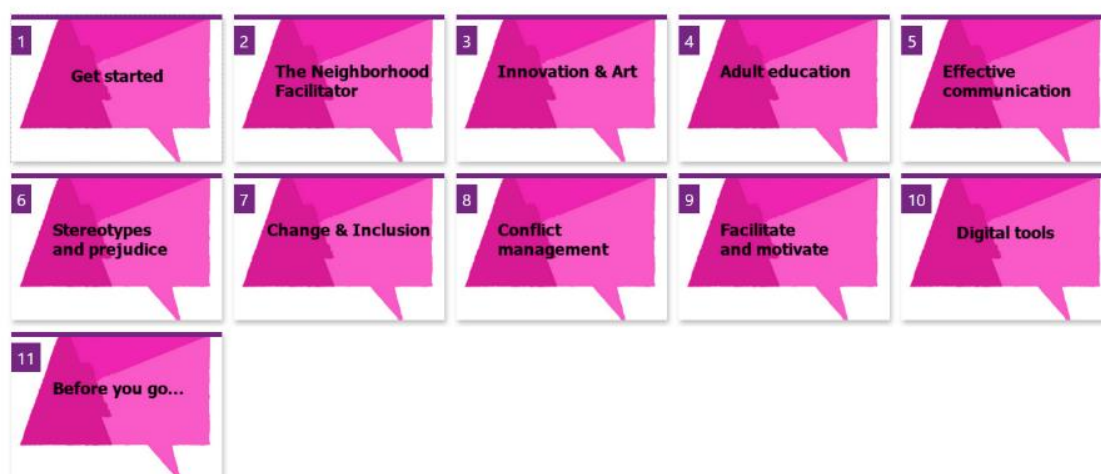 1
Get started
2
The Neighborhood
Facilitator
3
Innovation & Art
4
Adult education
5
Effective
communication
6
Stereotypes
and prejudice
7
Change & Inclusion
8
Conflict
management
9
Facilitate
and motivate
10
Digital tools
11
Before you go...